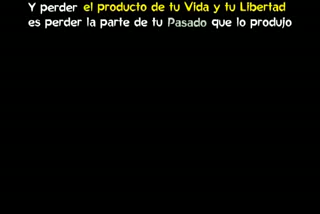 Y perder el producto de tu Vida y tu Libertad
es perder la parte de tu Pasado que lo produjo